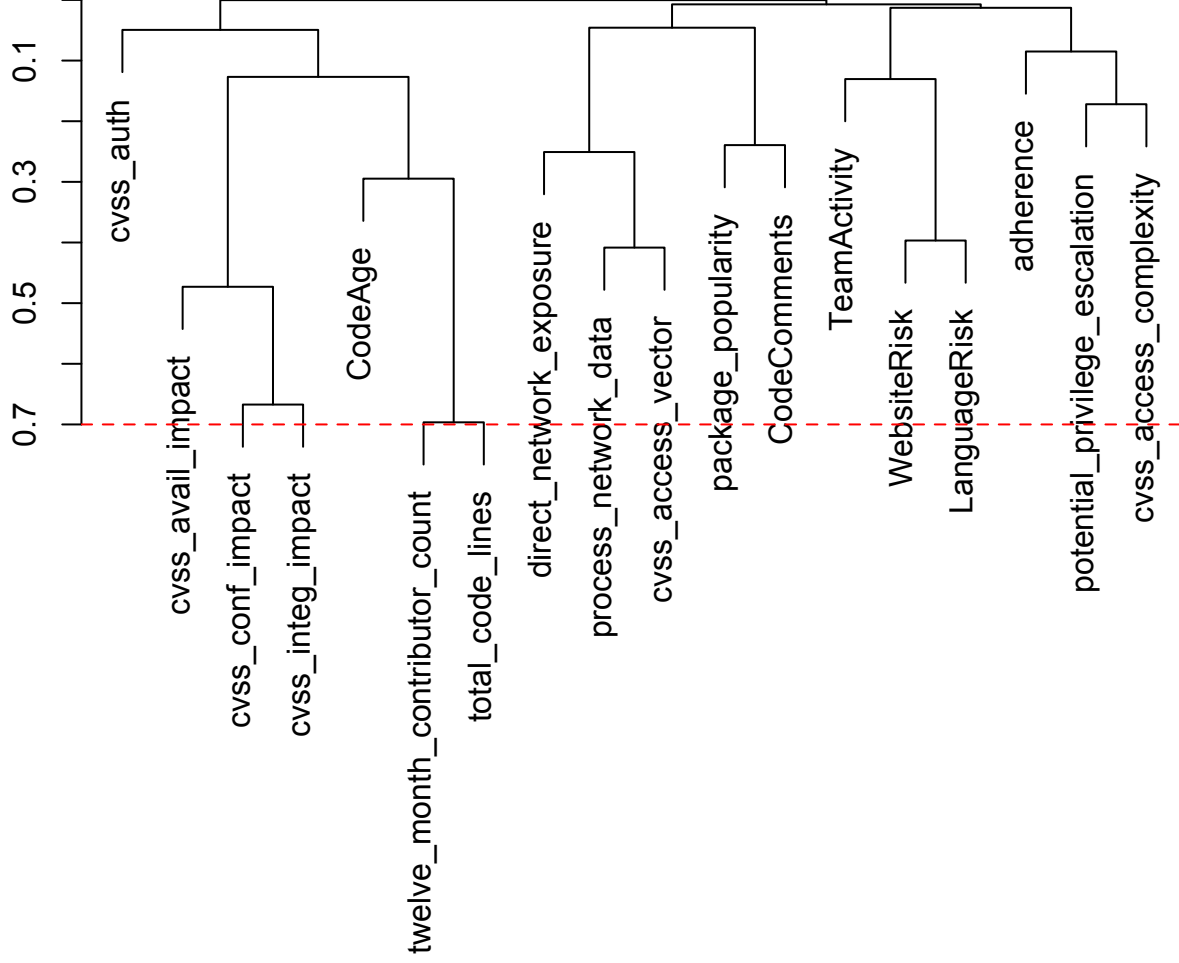 0.1
0.3
0.5
0.7
cvss_auth
cvss_avail_impact
cvss_conf_impact
cvss_integ_impact
CodeAge
twelve_month_contributor_count
total_code_lines
direct_network_exposure
process_network_data
cvss_access_vector
package_popularity
CodeComments
TeamActivity
WebsiteRisk
LanguageRisk
adherence
potential_privilege_escalation
cvss_access_complexity